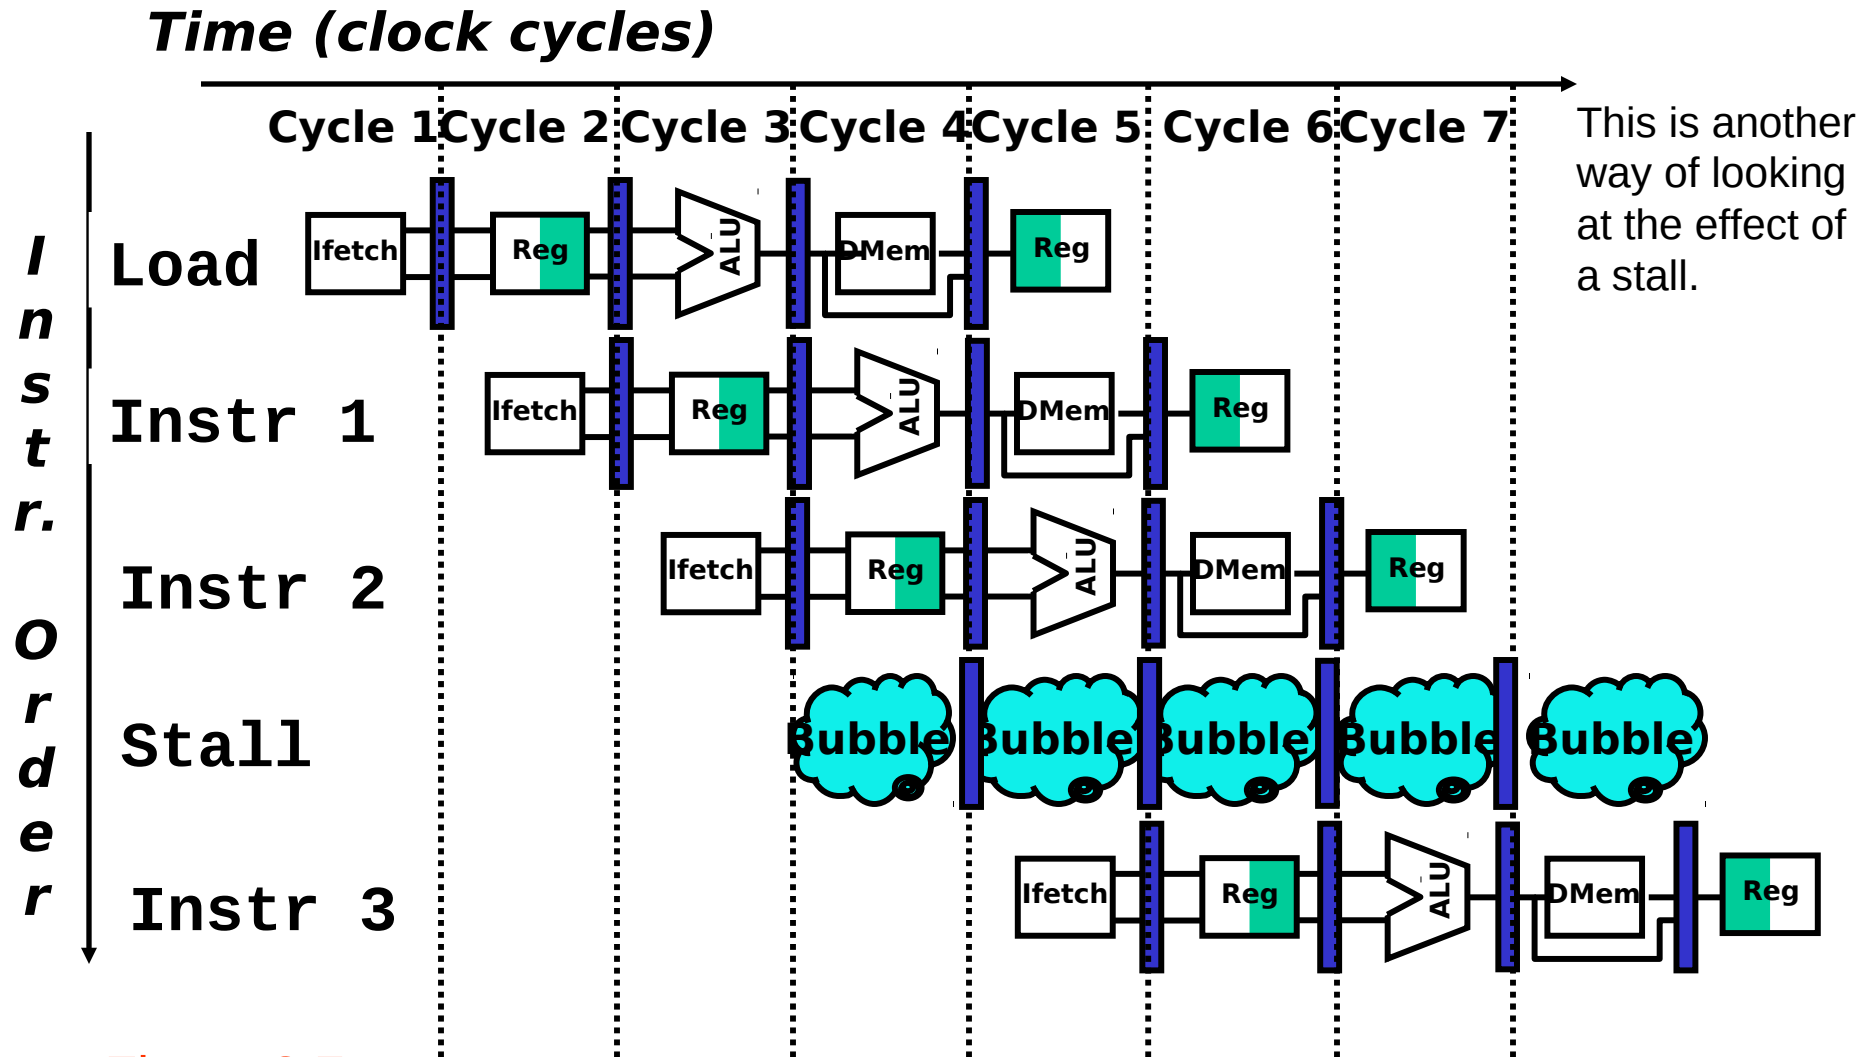 Time (clock cycles)
Cycle 1 Cycle 2 Cycle 3 Cycle 4 Cycle 5 Cycle 6 Cycle 7
This is another
way of looking
at the effect of
a stall.
Instr. Order
Load Ifetch Reg ALU DMem Reg
Instr 1 Ifetch Reg ALU DMem Reg
Instr 2 Ifetch Reg ALU DMem Reg
Stall Bubble Bubble Bubble Bubble Bubble
Instr 3 Ifetch Reg ALU DMem Reg